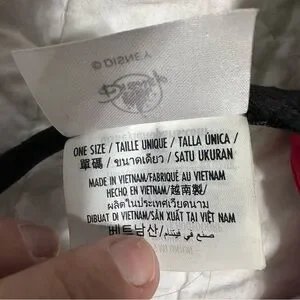 © DISNEY
ONE SIZE / TAILLE UNIQUE / TALLA ÚNICA /
單碼 / ขนาดเดียว / SATU UKURAN
MADE IN VIETNAM/FABRIQUÉ AU VIETNAM
HECHO EN VIETNAM/越南製/
ผลิตในประเทศเวียดนาม
DIBUAT DI VIETNAM/SẢN XUẤT TẠI VIỆT NAM
베트남산/صنع في فيتنام